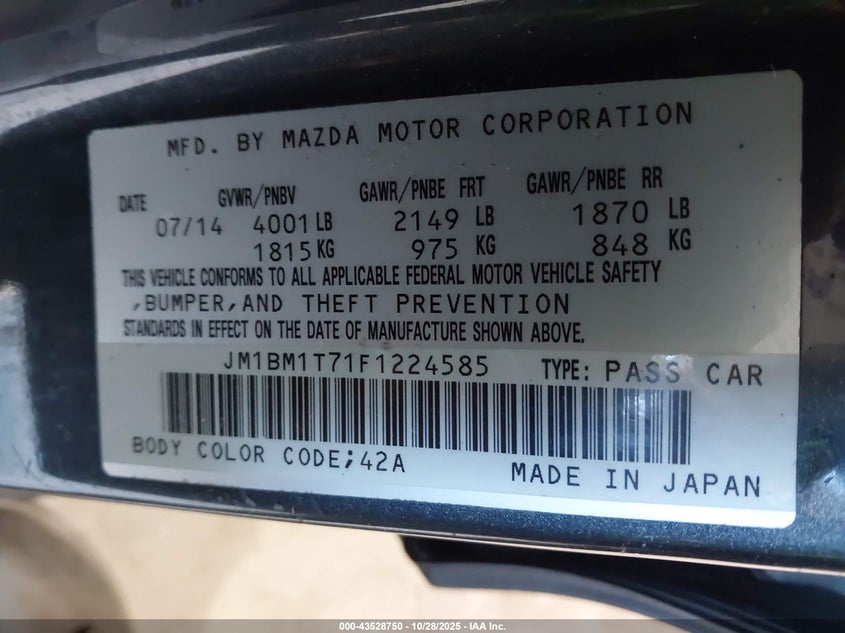 MFD. BY MAZDA MOTOR CORPORATION
DATE GVWR/PNBV GAWR/PNBE FRT GAWR/PNBE RR
07/14 4001 LB 2149 LB 1870 LB
1815 KG 975 KG 848 KG
THIS VEHICLE CONFORMS TO ALL APPLICABLE FEDERAL MOTOR VEHICLE SAFETY
,BUMPER,AND THEFT PREVENTION
STANDARDS IN EFFECT ON THE DATE OF MANUFACTURE SHOWN ABOVE.
JM1BM1T71F1224585 TYPE: PASS CAR
BODY COLOR CODE;42A
MADE IN JAPAN
000-43528750 | 10/28/2025 - IAA Inc.